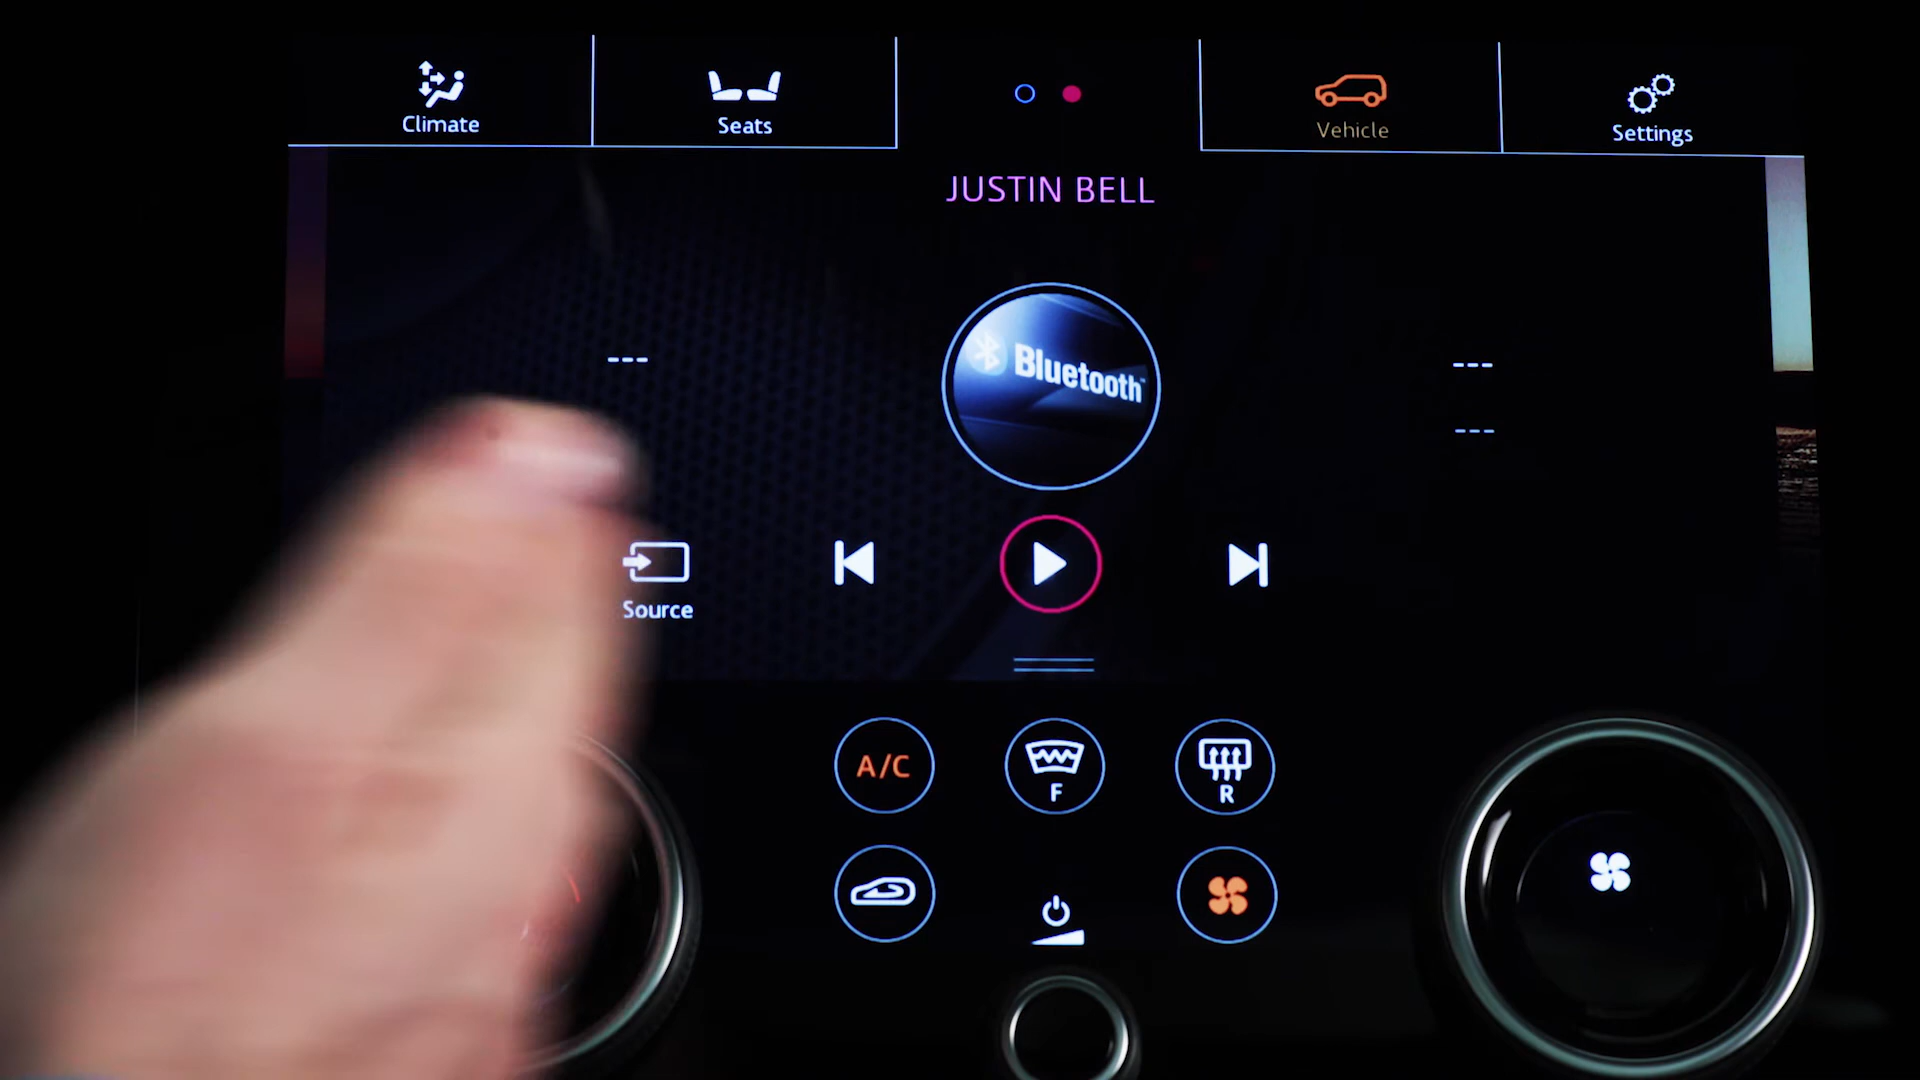 Climate
Seats
Vehicle
Settings
JUSTIN BELL
---
Bluetooth
---
---
Source
A/C
F
R